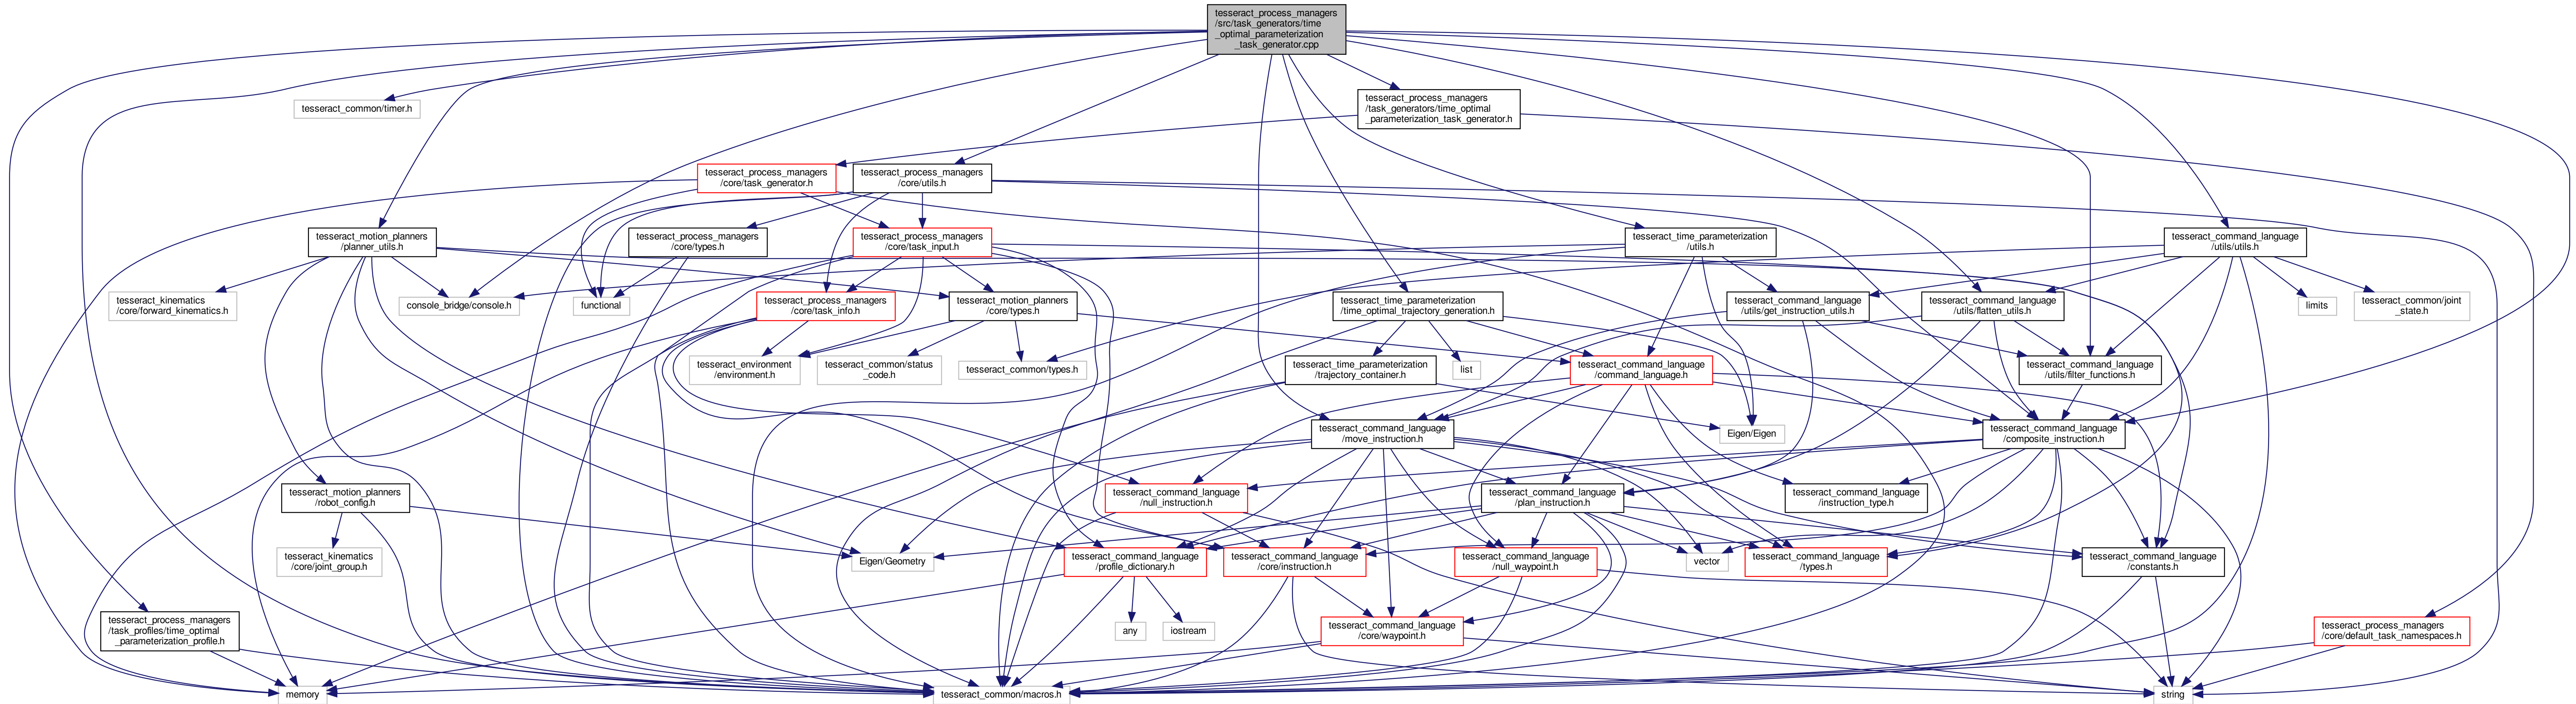 tesseract_process_managers
/src/task_generators/time
_optimal_parameterization
_task_generator.cpp
tesseract_common/timer.h
tesseract_process_managers
/task_generators/time_optimal
_parameterization_task_generator.h
tesseract_process_managers
/core/task_generator.h
tesseract_process_managers
/core/utils.h
tesseract_motion_planners
/planner_utils.h
tesseract_process_managers
/core/types.h
tesseract_process_managers
/core/task_input.h
tesseract_time_parameterization
/utils.h
tesseract_command_language
/utils/utils.h
tesseract_kinematics
/core/forward_kinematics.h
console_bridge/console.h
functional
tesseract_process_managers
/core/task_info.h
tesseract_motion_planners
/core/types.h
tesseract_time_parameterization
/time_optimal_trajectory_generation.h
tesseract_command_language
/utils/get_instruction_utils.h
tesseract_command_language
/utils/flatten_utils.h
limits
tesseract_common/joint
_state.h
tesseract_environment
/environment.h
tesseract_common/status
_code.h
tesseract_common/types.h
tesseract_time_parameterization
/trajectory_container.h
list
tesseract_command_language
/command_language.h
tesseract_command_language
/utils/filter_functions.h
tesseract_command_language
/move_instruction.h
Eigen/Eigen
tesseract_command_language
/composite_instruction.h
tesseract_motion_planners
/robot_config.h
tesseract_command_language
/null_instruction.h
tesseract_command_language
/plan_instruction.h
tesseract_command_language
/instruction_type.h
tesseract_kinematics
/core/joint_group.h
Eigen/Geometry
tesseract_command_language
/profile_dictionary.h
tesseract_command_language
/core/instruction.h
tesseract_command_language
/null_waypoint.h
vector
tesseract_command_language
/types.h
tesseract_command_language
/constants.h
tesseract_process_managers
/task_profiles/time_optimal
_parameterization_profile.h
any
iostream
tesseract_command_language
/core/waypoint.h
tesseract_process_managers
/core/default_task_namespaces.h
memory
tesseract_common/macros.h
string